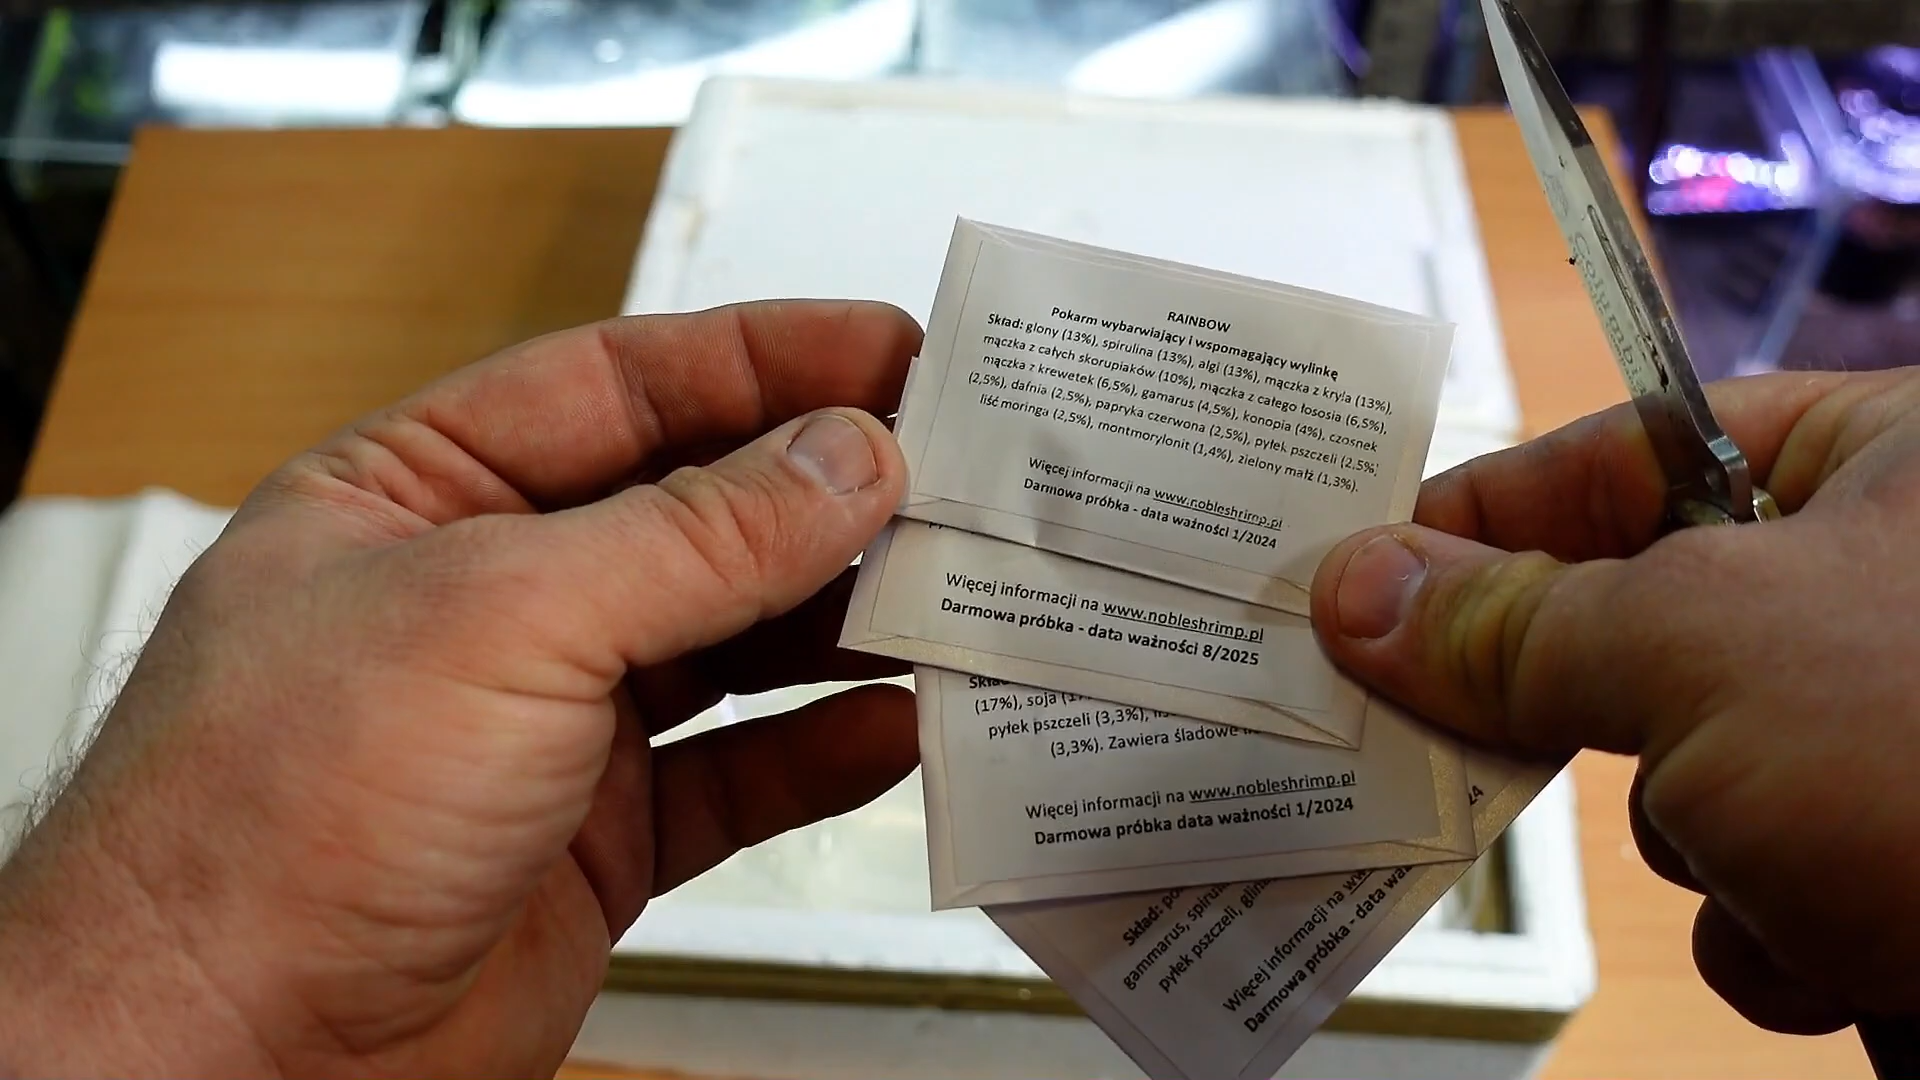 RAINBOW
Pokarm wybarwiający i wspomagający wylinkę
Skład: glony (13%), spirulina (13%), algi (13%), mączka z kryla (13%),
mączka z całych skorupiaków (10%), mączka z całego łososia (6,5%),
mączka z krewetek (6,5%), gamarus (4,5%), konopia (4%), czosnek
(2,5%), dafnia (2,5%), papryka czerwona (2,5%), pyłek pszczeli (2,5%,
liść moringa (2,5%), montmorylonit (1,4%), zielony małż (1,3%).
Więcej informacji na www.nobleshrimp.pl
Darmowa próbka - data ważności 1/2024
Więcej informacji na www.nobleshrimp.pl
Darmowa próbka - data ważności 8/2025
(17%), soja
pyłek pszczeli (3,3%),
(3,3%). Zawiera śladowe
Więcej informacji na www.nobleshrimp.pl
Darmowa próbka data ważności 1/2024
Skład:
gammarus,
pyłek pszczeli,
Więcej informacji na
Darmowa próbka - data
Columbia